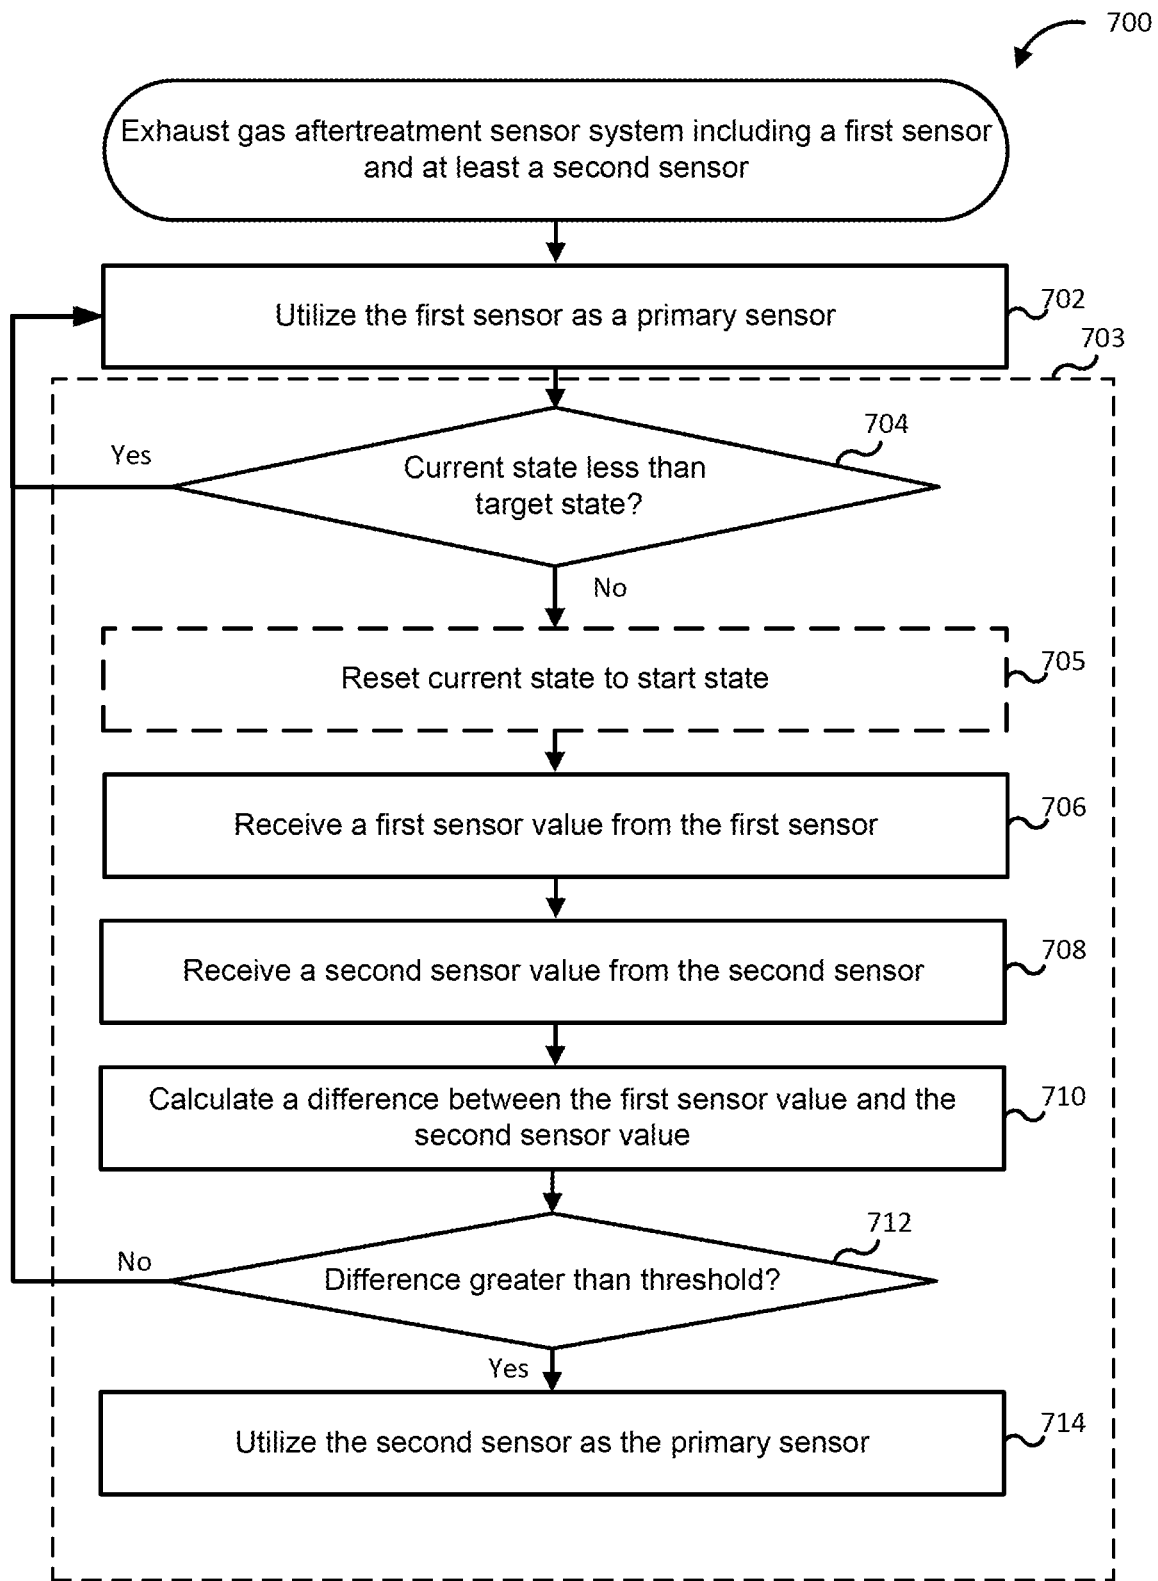 700
Exhaust gas aftertreatment sensor system including a first sensor
and at least a second sensor
Utilize the first sensor as a primary sensor
702
703
704
Yes
Current state less than
target state?
No
Reset current state to start state
705
Receive a first sensor value from the first sensor
706
Receive a second sensor value from the second sensor
708
Calculate a difference between the first sensor value and the
second sensor value
710
712
No
Difference greater than threshold?
Yes
Utilize the second sensor as the primary sensor
714